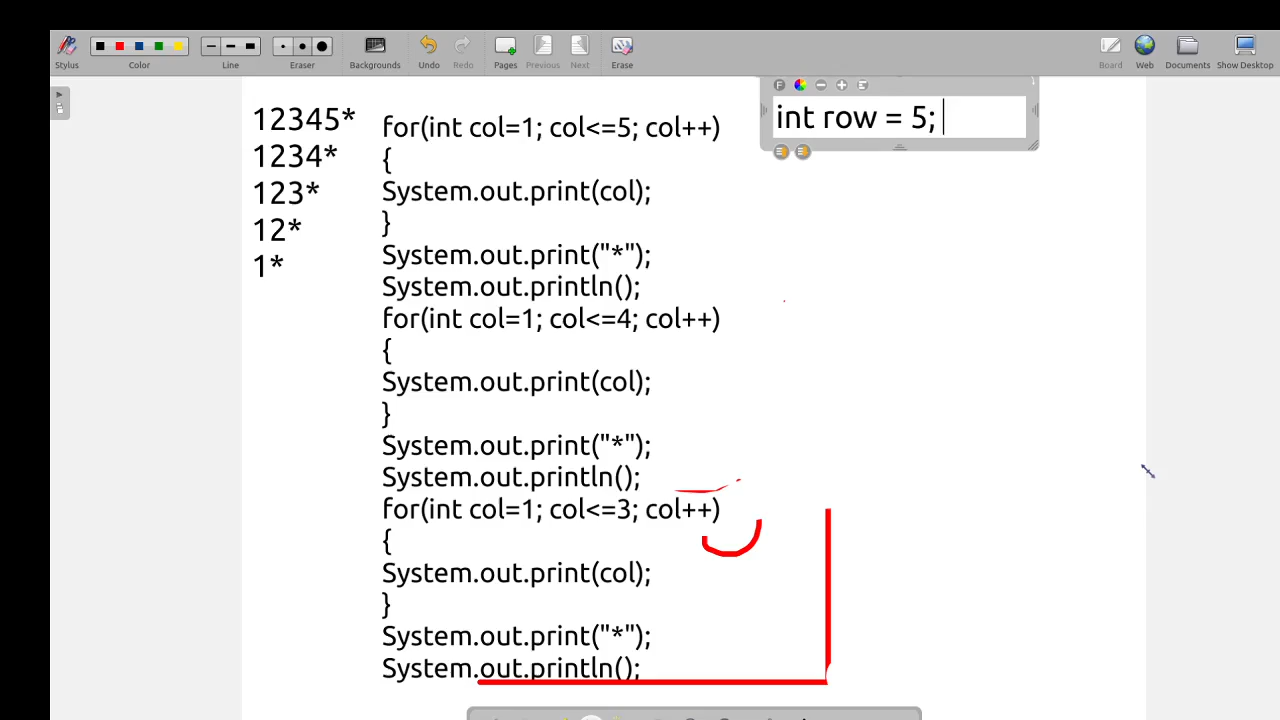 Stylus
Color
Line
Eraser
Backgrounds
Undo
Redo
Pages
Previous
Next
Erase
Board
Web
Documents
Show Desktop
12345*
1234*
123*
12*
1*
for(int col=1; col<=5; col++)
{
System.out.print(col);
}
System.out.print("*");
System.out.println();
for(int col=1; col<=4; col++)
{
System.out.print(col);
}
System.out.print("*");
System.out.println();
for(int col=1; col<=3; col++)
{
System.out.print(col);
}
System.out.print("*");
System.out.println();
F
int row = 5;